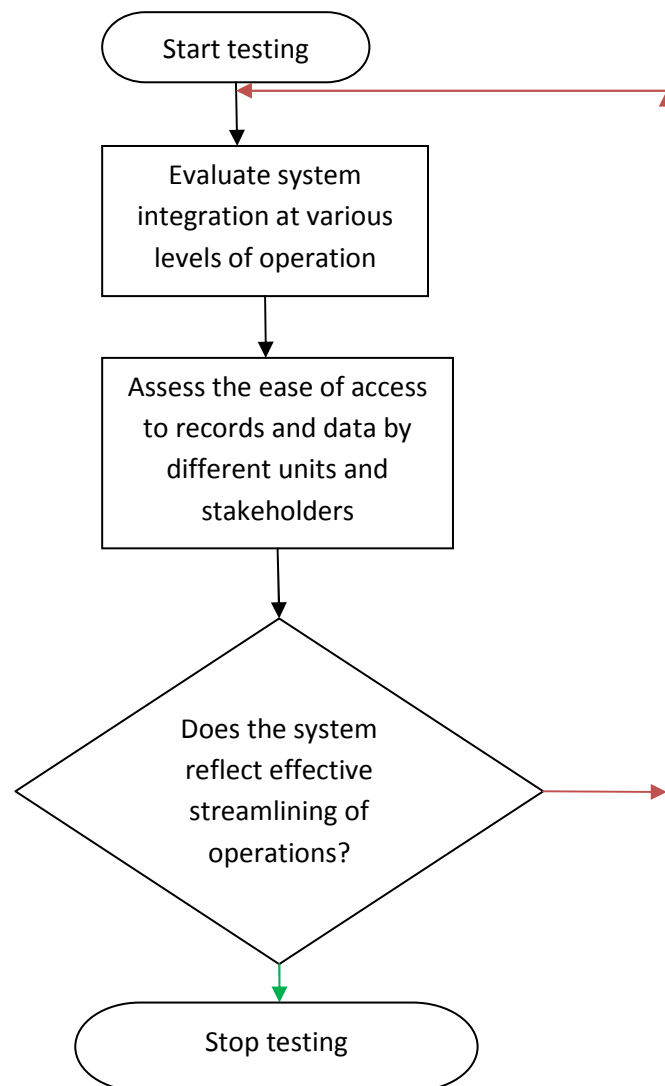 Start testing
Evaluate system
integration at various
levels of operation
Assess the ease of access
to records and data by
different units and
stakeholders
Does the system
reflect effective
streamlining of
operations?
Stop testing